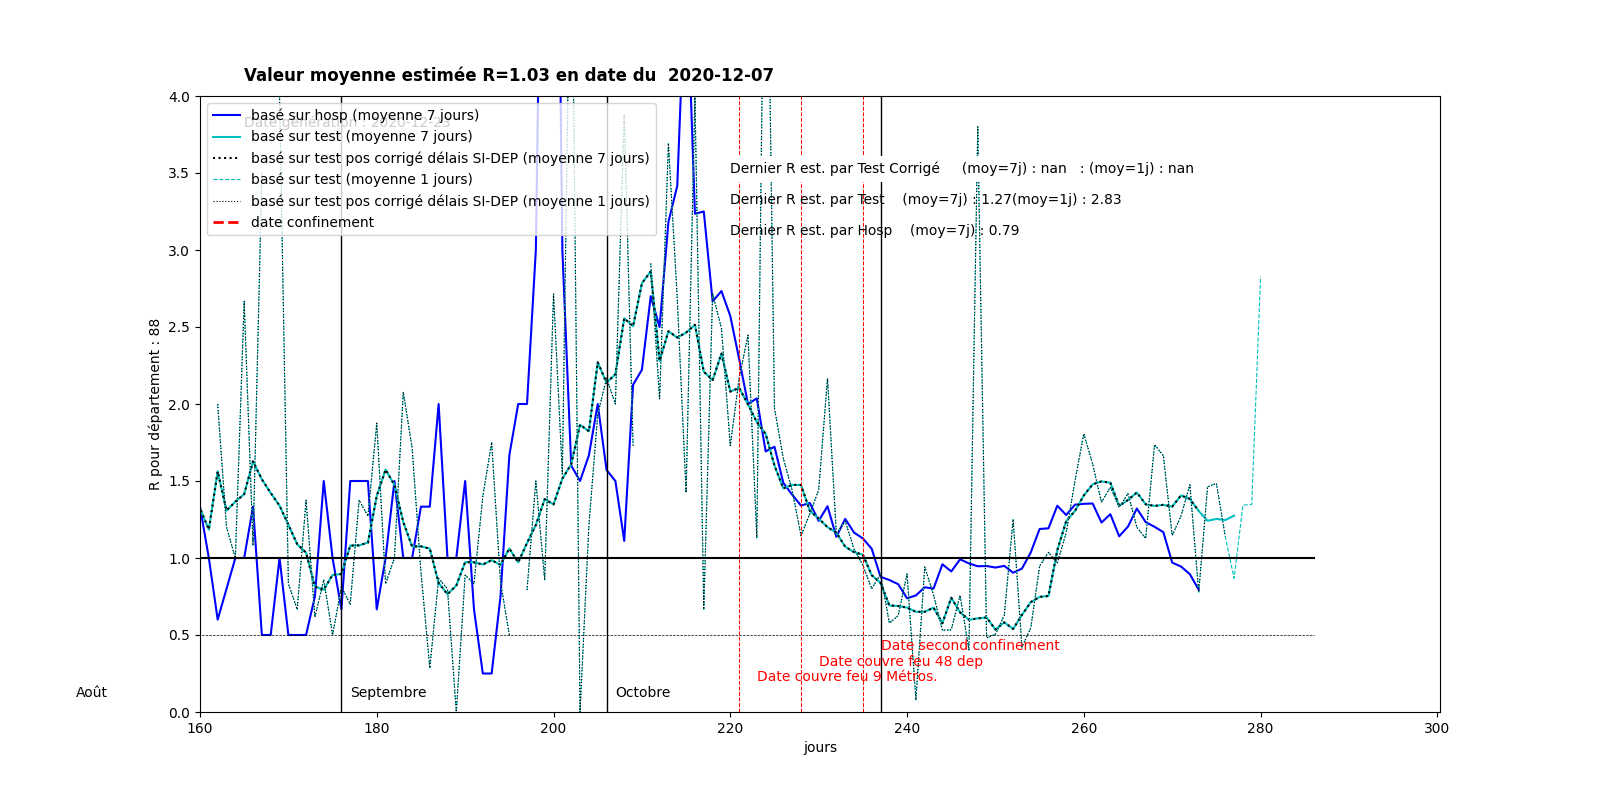 Valeur moyenne estimée R=1.03 en date du  2020-12-07
4.0
3.5
3.0
2.5
2.0
1.5
1.0
0.5
0.0
R pour département : 88
basé sur hosp (moyenne 7 jours)
Date génération : 2020-12-23
basé sur test (moyenne 7 jours)
basé sur test pos corrigé délais SI-DEP (moyenne 7 jours)
basé sur test (moyenne 1 jours)
basé sur test pos corrigé délais SI-DEP (moyenne 1 jours)
date confinement
Dernier R est. par Test Corrigé     (moy=7j) : nan   : (moy=1j) : nan
Dernier R est. par Test    (moy=7j) : 1.27(moy=1j) : 2.83
Dernier R est. par Hosp    (moy=7j) : 0.79
Date second confinement
Date couvre feu 48 dep
Date couvre feu 9 Métros.
Août
Septembre
Octobre
160
180
200
220
240
260
280
300
jours